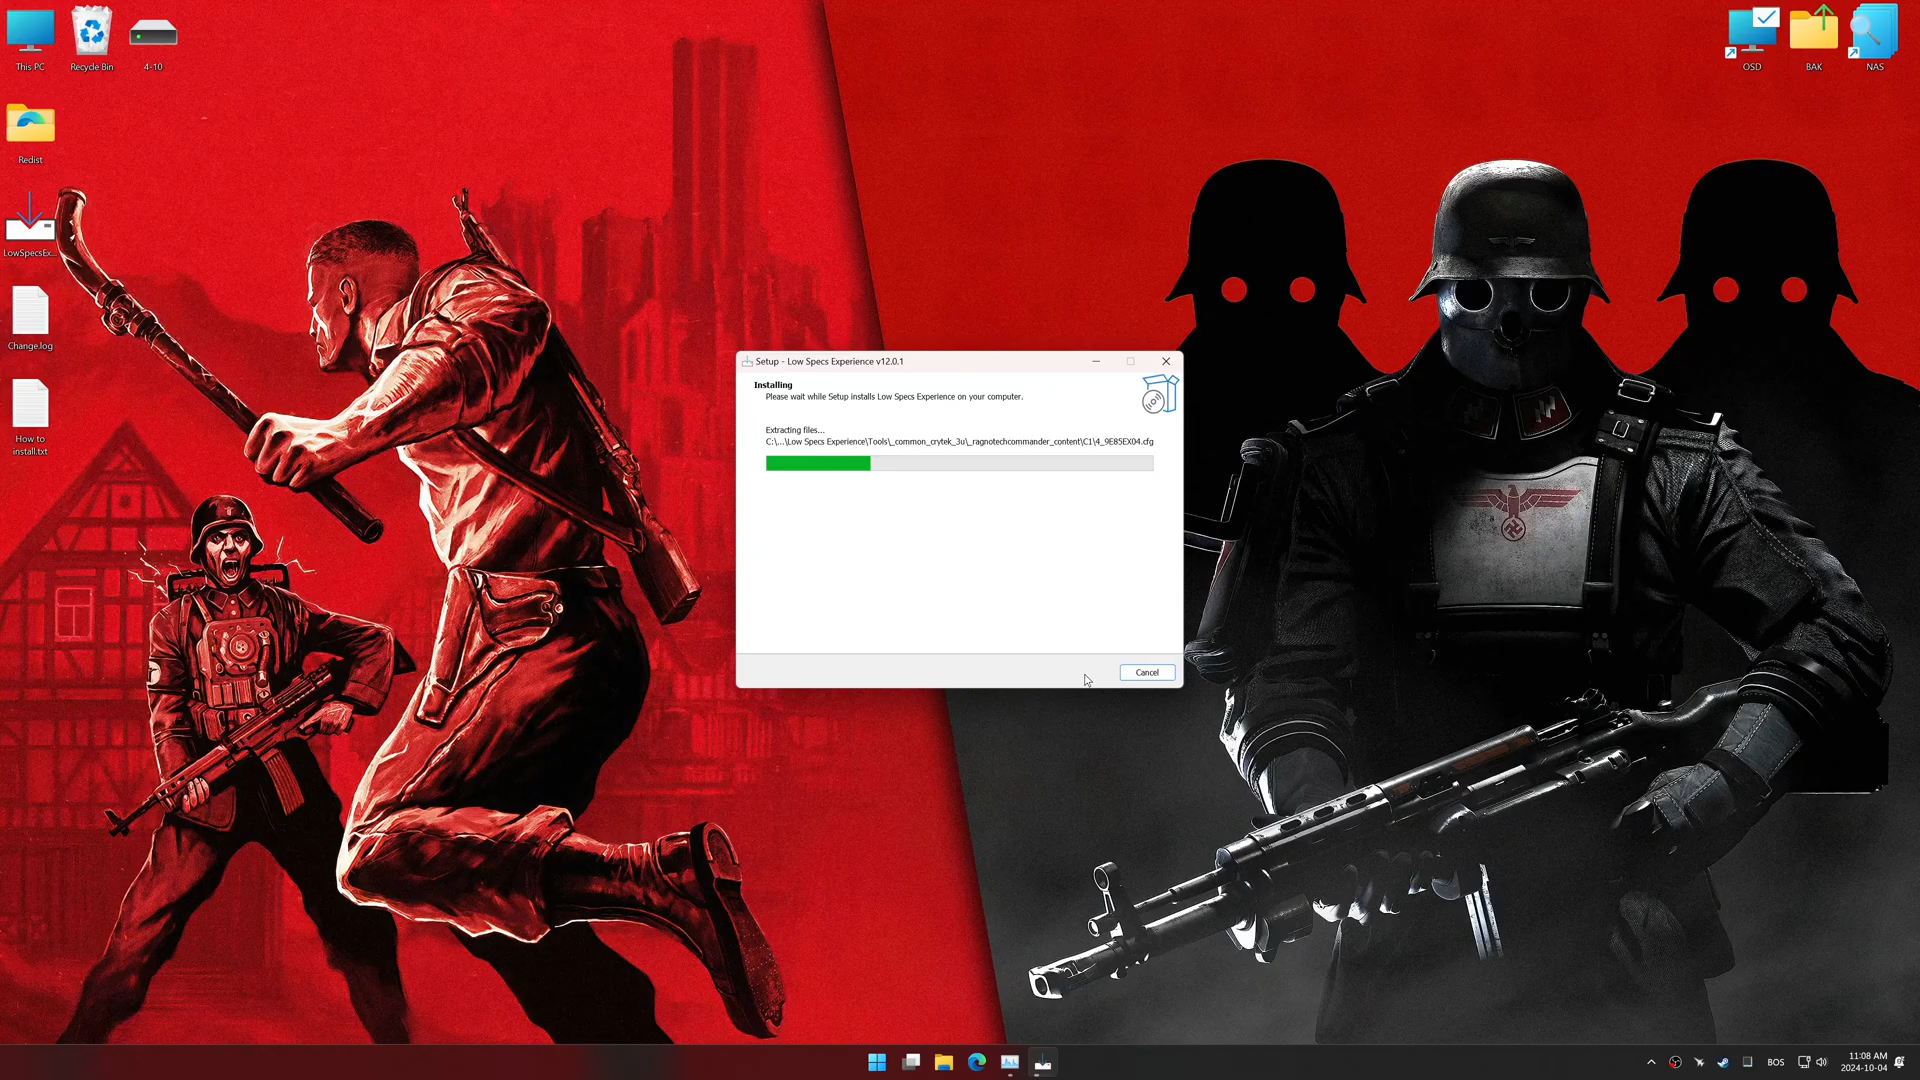 This PC
Recycle Bin
4-10
OSD
BAK
NAS
Redist
LowSpecsEx...
Change.log
How to
install.txt
Setup - Low Specs Experience v12.0.1
Installing
Please wait while Setup installs Low Specs Experience on your computer.
Extracting files...
C:\...\Low Specs Experience\Tools\_common_crytek_3u\_ragnotechcommander_content\C1\4_9E85EX04.cfg
Cancel
BOS
11:08 AM
2024-10-04